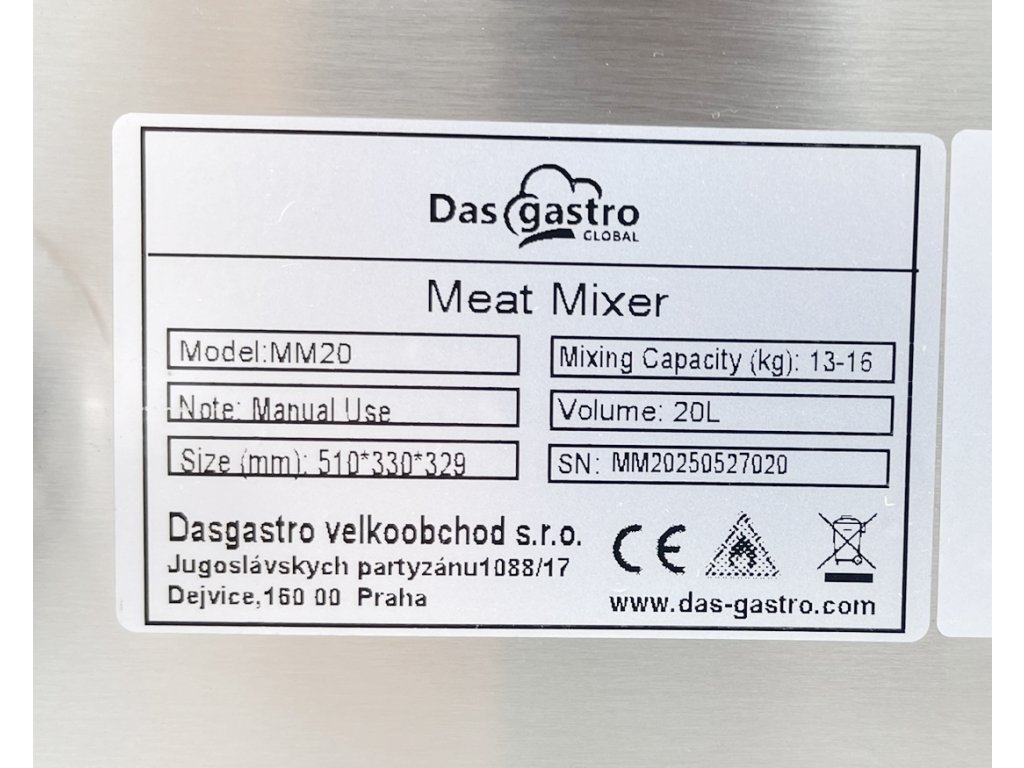 Das gastro
GLOBAL
Meat Mixer
Model:MM20
Mixing Capacity (kg): 13-16
Note: Manual Use
Volume: 20L
Size (mm): 510*330*329
SN: MM20250527020
Dasgastro velkoobchod s.r.o.
Jugoslávskych partyzánu1088/17
Dejvice,160 00 Praha
CE
www.das-gastro.com